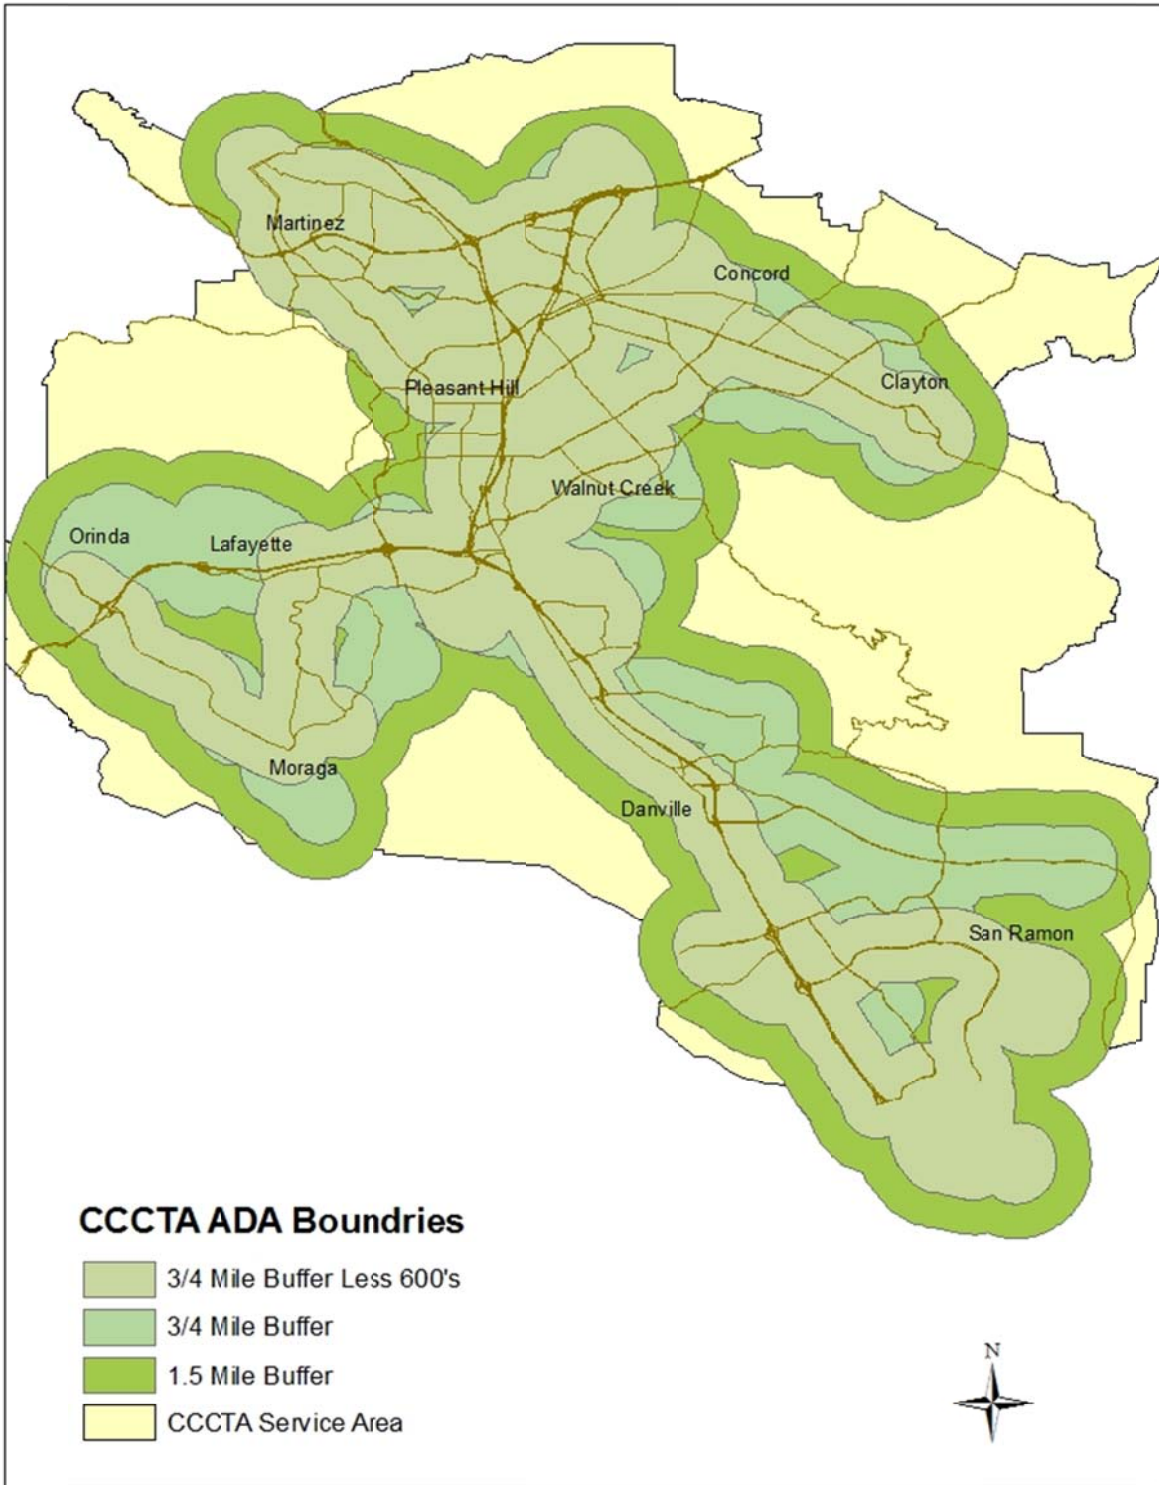 Martinez
Concord
Clayton
Pleasant Hill
Walnut Creek
Orinda
Lafayette
Moraga
Danville
San Ramon
CCCTA ADA Boundries
3/4 Mile Buffer Less 600's
3/4 Mile Buffer
1.5 Mile Buffer
CCCTA Service Area
N